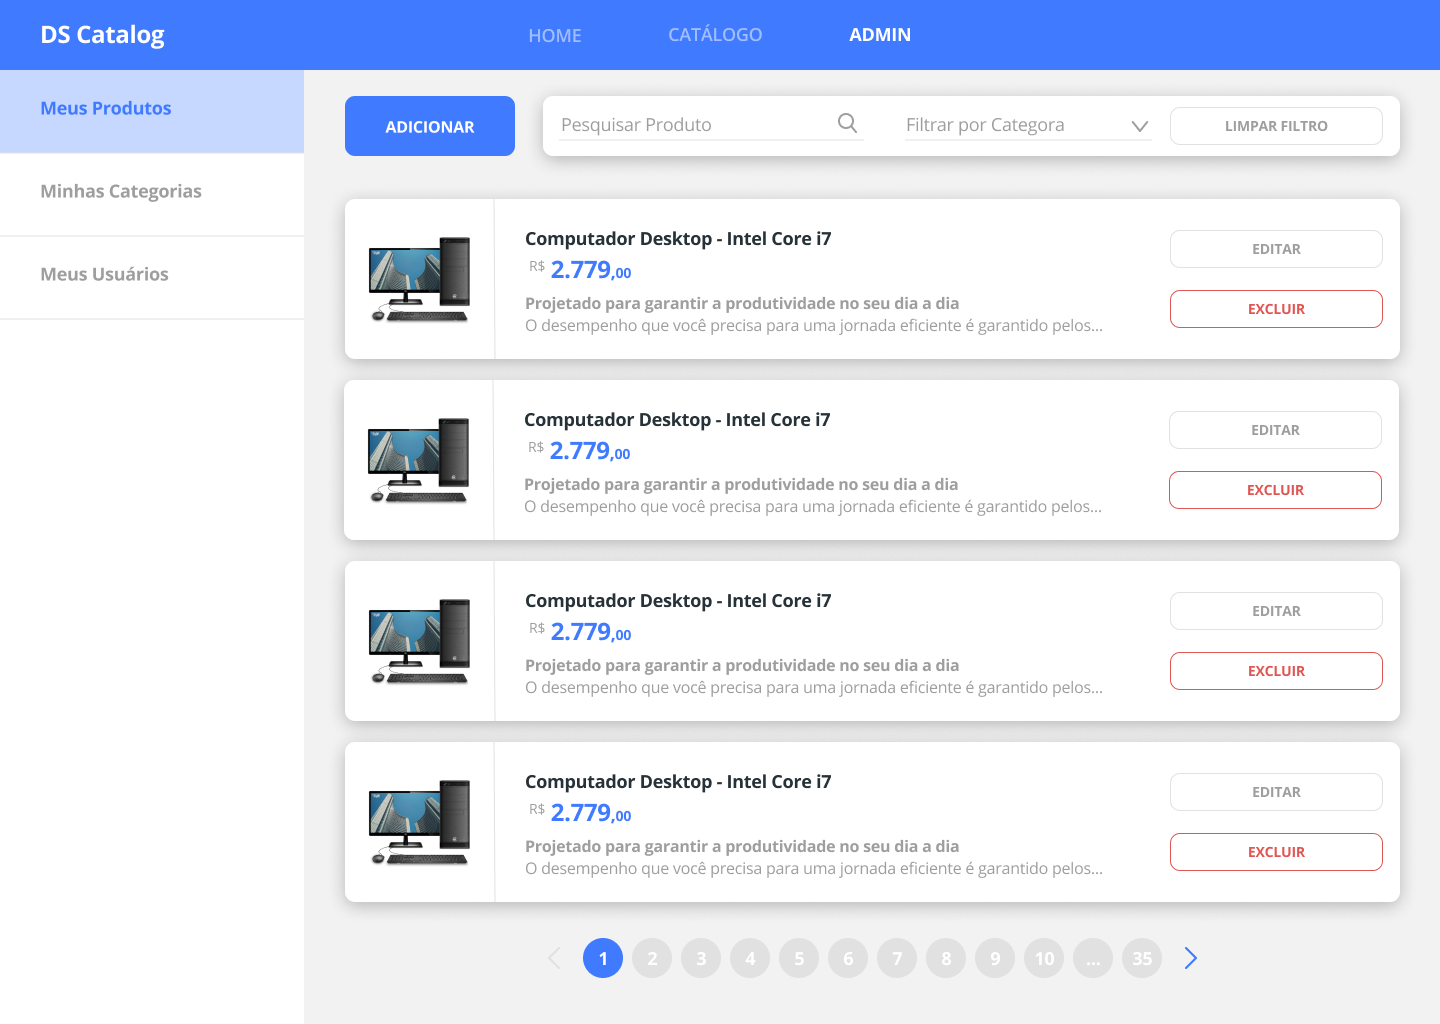 DS Catalog
HOME
CATÁLOGO
ADMIN
Meus Produtos
Minhas Categorias
Meus Usuários
ADICIONAR
Pesquisar Produto
Filtrar por Categora
LIMPAR FILTRO
Computador Desktop - Intel Core i7
R$ 2.779,00
Projetado para garantir a produtividade no seu dia a dia
O desempenho que você precisa para uma jornada eficiente é garantido pelos...
EDITAR
EXCLUIR
Computador Desktop - Intel Core i7
R$ 2.779,00
Projetado para garantir a produtividade no seu dia a dia
O desempenho que você precisa para uma jornada eficiente é garantido pelos...
EDITAR
EXCLUIR
Computador Desktop - Intel Core i7
R$ 2.779,00
Projetado para garantir a produtividade no seu dia a dia
O desempenho que você precisa para uma jornada eficiente é garantido pelos...
EDITAR
EXCLUIR
Computador Desktop - Intel Core i7
R$ 2.779,00
Projetado para garantir a produtividade no seu dia a dia
O desempenho que você precisa para uma jornada eficiente é garantido pelos...
EDITAR
EXCLUIR
1 2 3 4 5 6 7 8 9 10 ... 35